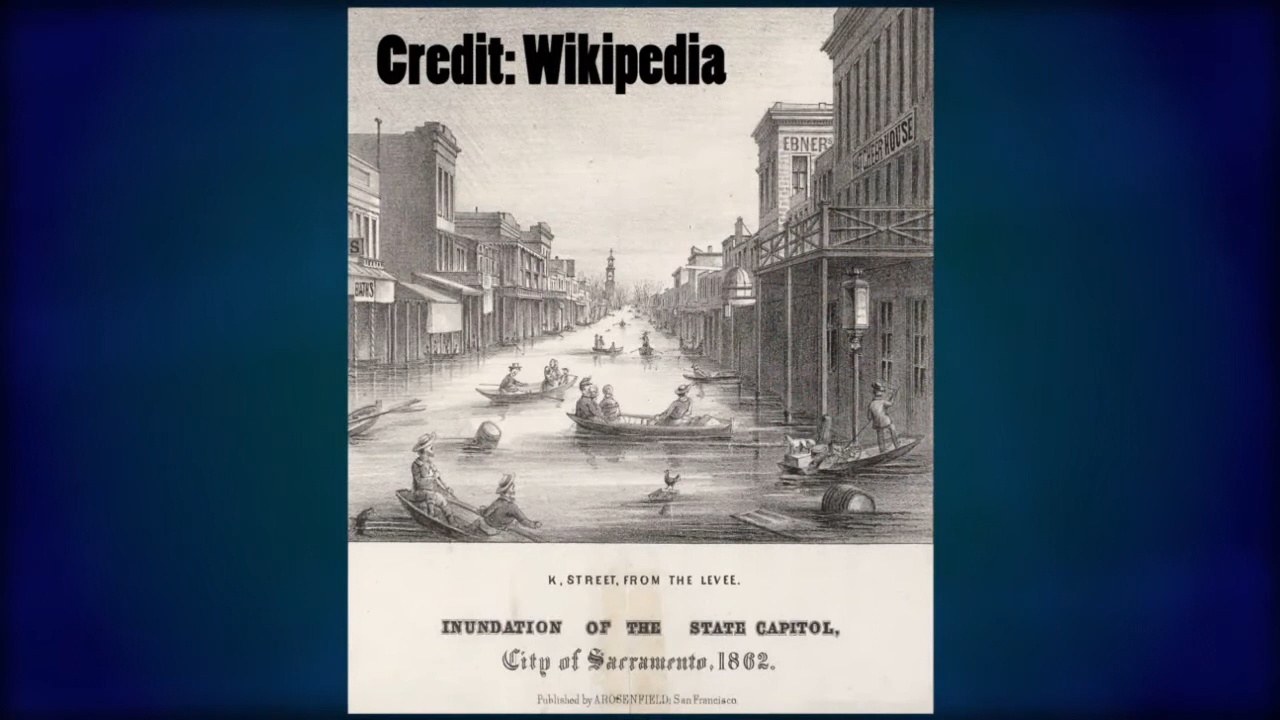 Credit: Wikipedia
EBNER'S
CHEER HOUSE
S
BATHS
K, STREET, FROM THE LEVEE.
INUNDATION OF THE STATE CAPITOL,
City of Sacramento, 1862.
Published by A ROSENFIELD; San Francisco